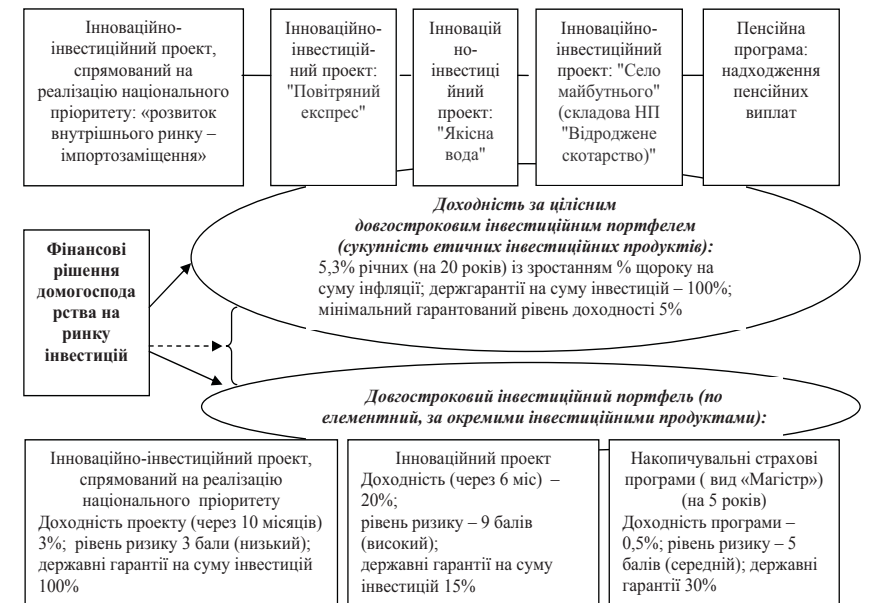 Інноваційно-
інвестиційний проект,
спрямований на
реалізацію національного
пріоритету: «розвиток
внутрішнього ринку –
імпортозаміщення»
Інноваційно-
інвестицій-
ний проект:
"Повітряний
експрес"
Інновацій
но-
інвестиці
йний
проект:
"Якісна
вода"
Інноваційно-
інвестиційний
проект: "Село
майбутнього"
(складова НП
"Відроджене
скотарство)"
Пенсійна
програма:
надходження
пенсійних
виплат
Доходність за цілісним
довгостроковим інвестиційним портфелем
(сукупність етичних інвестиційних продуктів):
5,3% річних (на 20 років) із зростанням % щороку на
суму інфляції; держгарантії на суму інвестицій – 100%;
мінімальний гарантований рівень доходності 5%
Фінансові
рішення
домогоспода
рства на
ринку
інвестицій
Довгостроковий інвестиційний портфель (по
елементний, за окремими інвестиційними продуктами):
Інноваційно-інвестиційний проект,
спрямований на реалізацію
національного пріоритету
Доходність проекту (через 10 місяців)
3%; рівень ризику 3 бали (низький);
державні гарантії на суму інвестицій
100%
Інноваційний проект
Доходність (через 6 міс) –
20%;
рівень ризику – 9 балів
(високий);
державні гарантії на суму
інвестицій 15%
Накопичувальні страхові
програми ( вид «Магістр»)
(на 5 років)
Доходність програми –
0,5%; рівень ризику – 5
балів (середній); державні
гарантії 30%